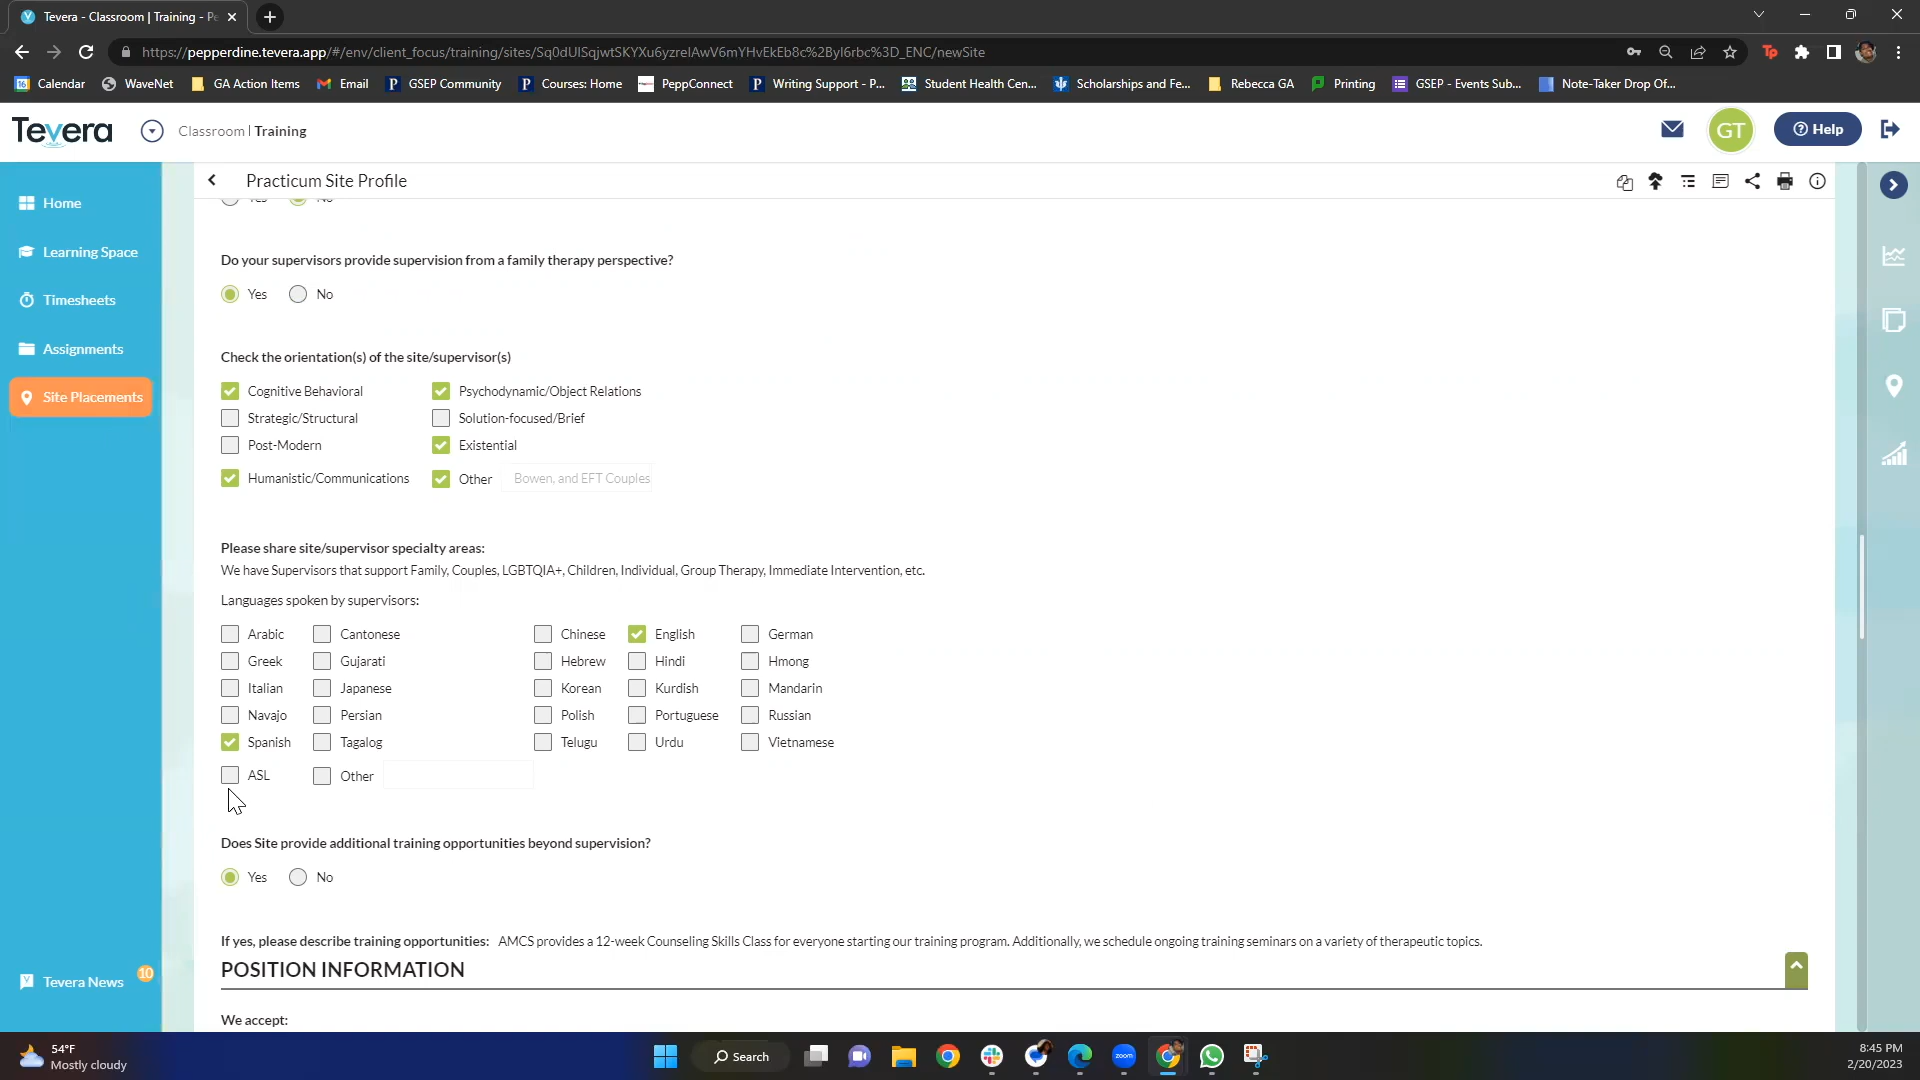 Tevera - Classroom | Training - Pe
https://pepperdine.tevera.app/#/env/client_focus/training/sites/Sq0dUlSqjwtSKYXu6yzrelAwV6mYHvEkEb8c%2Byl6rbc%3D_ENC/newSite
Calendar WaveNet GA Action Items Email GSEP Community Courses: Home PeppConnect Writing Support - P... Student Health Cen... Scholarships and Fe... Rebecca GA Printing GSEP - Events Sub... Note-Taker Drop Of...
Tevera Classroom | Training GT Help
Practicum Site Profile
Home
Learning Space
Timesheets
Assignments
Site Placements
Tevera News 10
Yes No
Do your supervisors provide supervision from a family therapy perspective?
Yes No
Check the orientation(s) of the site/supervisor(s)
Cognitive Behavioral Psychodynamic/Object Relations
Strategic/Structural Solution-focused/Brief
Post-Modern Existential
Humanistic/Communications Other Bowen, and EFT Couples
Please share site/supervisor specialty areas:
We have Supervisors that support Family, Couples, LGBTQIA+, Children, Individual, Group Therapy, Immediate Intervention, etc.
Languages spoken by supervisors:
Arabic Cantonese Chinese English German
Greek Gujarati Hebrew Hindi Hmong
Italian Japanese Korean Kurdish Mandarin
Navajo Persian Polish Portuguese Russian
Spanish Tagalog Telugu Urdu Vietnamese
ASL Other
Does Site provide additional training opportunities beyond supervision?
Yes No
If yes, please describe training opportunities: AMCS provides a 12-week Counseling Skills Class for everyone starting our training program. Additionally, we schedule ongoing training seminars on a variety of therapeutic topics.
POSITION INFORMATION
We accept:
54°F
Mostly cloudy
Search
zoom
8:45 PM
2/20/2023